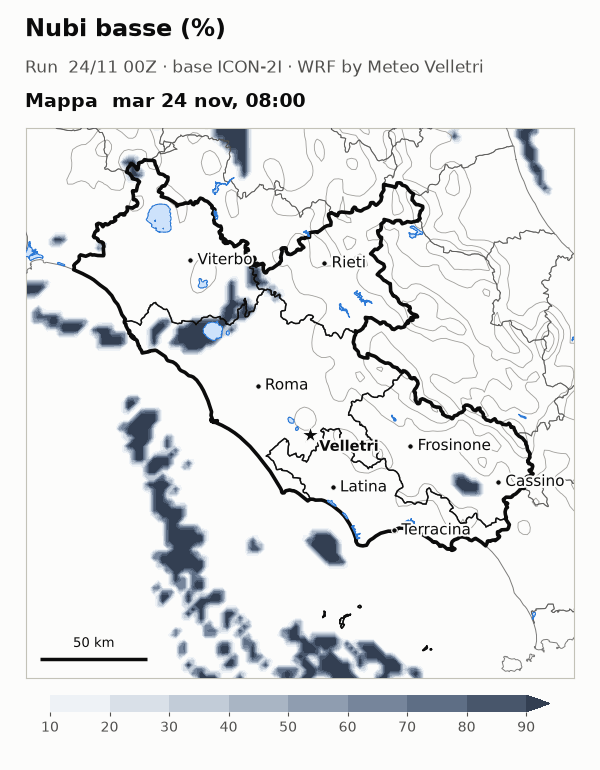 Nubi basse (%)
Run  24/11 00Z · base ICON-2I · WRF by Meteo Velletri
Mappa  mar 24 nov, 08:00
Viterbo
Rieti
Roma
Velletri
Frosinone
Cassino
Latina
Terracina
50 km
10 20 30 40 50 60 70 80 90